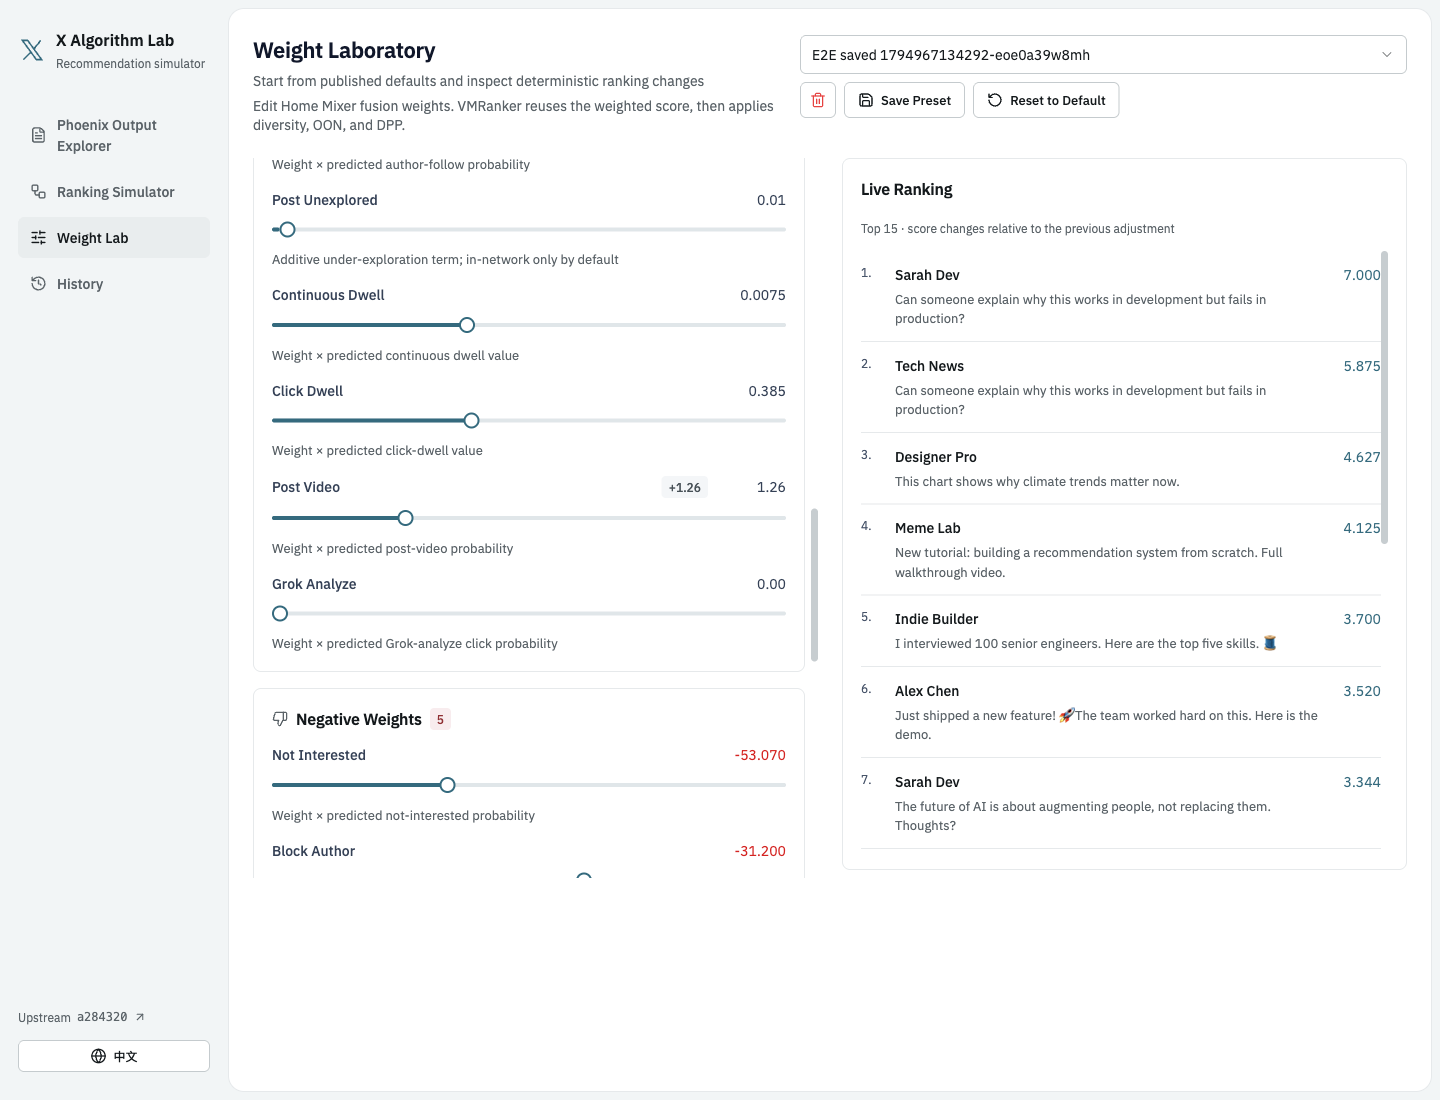 X Algorithm Lab
Recommendation simulator
Phoenix Output
Explorer
Ranking Simulator
Weight Lab
History
Upstream a284320
中文
Weight Laboratory
Start from published defaults and inspect deterministic ranking changes
Edit Home Mixer fusion weights. VMRanker reuses the weighted score, then applies
diversity, OON, and DPP.
E2E saved 1794967134292-eoe0a39w8mh
Save Preset
Reset to Default
Weight × predicted author-follow probability
Post Unexplored 0.01
Additive under-exploration term; in-network only by default
Continuous Dwell 0.0075
Weight × predicted continuous dwell value
Click Dwell 0.385
Weight × predicted click-dwell value
Post Video +1.26 1.26
Weight × predicted post-video probability
Grok Analyze 0.00
Weight × predicted Grok-analyze click probability
Negative Weights 5
Not Interested -53.070
Weight × predicted not-interested probability
Block Author -31.200
Live Ranking
Top 15 · score changes relative to the previous adjustment
1. Sarah Dev 7.000
Can someone explain why this works in development but fails in
production?
2. Tech News 5.875
Can someone explain why this works in development but fails in
production?
3. Designer Pro 4.627
This chart shows why climate trends matter now.
4. Meme Lab 4.125
New tutorial: building a recommendation system from scratch. Full
walkthrough video.
5. Indie Builder 3.700
I interviewed 100 senior engineers. Here are the top five skills. 🧵
6. Alex Chen 3.520
Just shipped a new feature! 🚀The team worked hard on this. Here is the
demo.
7. Sarah Dev 3.344
The future of AI is about augmenting people, not replacing them.
Thoughts?